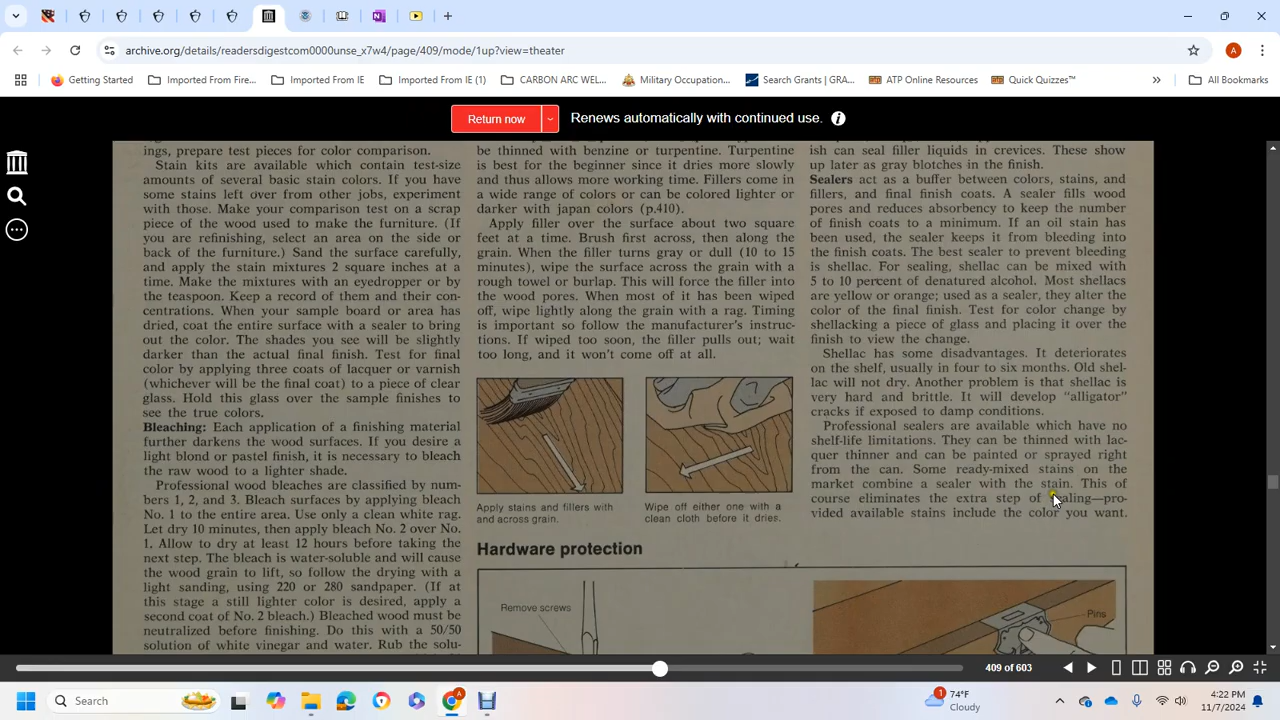 archive.org/details/readersdigestcom0000unse_x7w4/page/409/mode/1up?view=theater
A
Getting Started
Imported From Fire...
Imported From IE
Imported From IE (1)
CARBON ARC WEL...
Military Occupation...
Search Grants | GRA...
ATP Online Resources
Quick Quizzes™
All Bookmarks
Return now
Renews automatically with continued use.
ings, prepare test pieces for color comparison.
Stain kits are available which contain test-size
amounts of several basic stain colors. If you have
some stains left over from other jobs, experiment
with those. Make your comparison test on a scrap
piece of the wood used to make the furniture. (If
you are refinishing, select an area on the side or
back of the furniture.) Sand the surface carefully,
and apply the stain mixtures 2 square inches at a
time. Make the mixtures with an eyedropper or by
the teaspoon. Keep a record of them and their con-
centrations. When your sample board or area has
dried, coat the entire surface with a sealer to bring
out the color. The shades you see will be slightly
darker than the actual final finish. Test for final
color by applying three coats of lacquer or varnish
(whichever will be the final coat) to a piece of clear
glass. Hold this glass over the sample finishes to
see the true colors.
Bleaching: Each application of a finishing material
further darkens the wood surfaces. If you desire a
light blond or pastel finish, it is necessary to bleach
the raw wood to a lighter shade.
Professional wood bleaches are classified by num-
bers 1, 2, and 3. Bleach surfaces by applying bleach
No. 1 to the entire area. Use only a clean white rag.
Let dry 10 minutes, then apply bleach No. 2 over No.
1. Allow to dry at least 12 hours before taking the
next step. The bleach is water-soluble and will cause
the wood grain to lift, so follow the drying with a
light sanding, using 220 or 280 sandpaper. (If at
this stage a still lighter color is desired, apply a
second coat of No. 2 bleach.) Bleached wood must be
neutralized before finishing. Do this with a 50/50
solution of white vinegar and water. Rub the solu-
be thinned with benzine or turpentine. Turpentine
is best for the beginner since it dries more slowly
and thus allows more working time. Fillers come in
a wide range of colors or can be colored lighter or
darker with japan colors (p.410).
Apply filler over the surface about two square
feet at a time. Brush first across, then along the
grain. When the filler turns gray or dull (10 to 15
minutes), wipe the surface across the grain with a
rough towel or burlap. This will force the filler into
the wood pores. When most of it has been wiped
off, wipe lightly along the grain with a rag. Timing
is important so follow the manufacturer's instruc-
tions. If wiped too soon, the filler pulls out; wait
too long, and it won't come off at all.
Apply stains and fillers with
and across grain.
Wipe off either one with a
clean cloth before it dries.
ish can seal filler liquids in crevices. These show
up later as gray blotches in the finish.
Sealers act as a buffer between colors, stains, and
fillers, and final finish coats. A sealer fills wood
pores and reduces absorbency to keep the number
of finish coats to a minimum. If an oil stain has
been used, the sealer keeps it from bleeding into
the finish coats. The best sealer to prevent bleeding
is shellac. For sealing, shellac can be mixed with
5 to 10 percent of denatured alcohol. Most shellacs
are yellow or orange; used as a sealer, they alter the
color of the final finish. Test for color change by
shellacking a piece of glass and placing it over the
finish to view the change.
Shellac has some disadvantages. It deteriorates
on the shelf, usually in four to six months. Old shel-
lac will not dry. Another problem is that shellac is
very hard and brittle. It will develop "alligator"
cracks if exposed to damp conditions.
Professional sealers are available which have no
shelf-life limitations. They can be thinned with lac-
quer thinner and can be painted or sprayed right
from the can. Some ready-mixed stains on the
market combine a sealer with the stain. This of
course eliminates the extra step of sealing—pro-
vided available stains include the color you want.
Hardware protection
Remove screws
Pins
409 of 603
Search
1
74°F
Cloudy
4:22 PM
11/7/2024